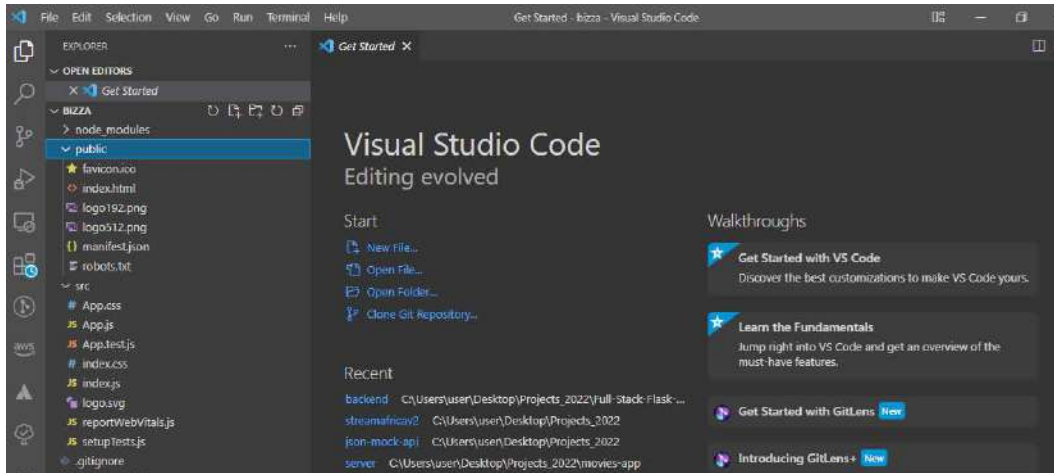 File Edit Selection View Go Run Terminal Help
Get Started - bizza - Visual Studio Code
EXPLORER
Get Started
OPEN EDITORS
Get Started
BIZZA
node_modules
public
favicon.ico
index.html
logo192.png
logo512.png
manifest.json
robots.txt
src
App.css
App.js
App.test.js
index.css
index.js
logo.svg
reportWebVitals.js
setupTests.js
.gitignore
aws
Visual Studio Code
Editing evolved
Start
New File...
Open File...
Open Folder...
Clone Git Repository...
Recent
backend C:\Users\user\Desktop\Projects_2022\Full-Stack-Flask-...
streamafricav2 C:\Users\user\Desktop\Projects_2022
json-mock-api C:\Users\user\Desktop\Projects_2022
server C:\Users\user\Desktop\Projects_2022\movies-app
Walkthroughs
Get Started with VS Code
Discover the best customizations to make VS Code yours.
Learn the Fundamentals
Jump right into VS Code and get an overview of the
must-have features.
Get Started with GitLens New
Introducing GitLens+ New